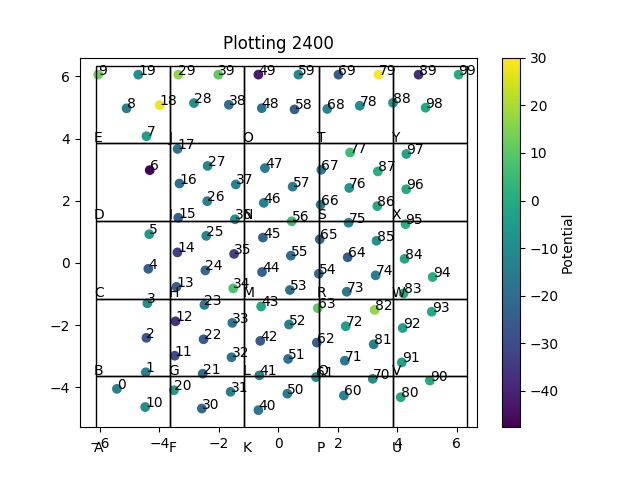 Plotting 2400
9 19 29 39 49 59 69 79 89 99
8 18 28 38 48 58 68 78 88 98
E J O T Y
7 17 27 37 47 57 67 77 87 97
6 16 26 36 46 56 66 76 86 96
D I N S X
5 15 25 35 45 55 65 75 85 95
4 14 24 34 44 54 64 74 84 94
C H M R W
3 13 23 33 43 53 63 73 83 93
2 12 22 32 42 52 62 72 82 92
B G L Q V
1 11 21 31 41 51 61 71 81 91
0 10 20 30 40 50 60 70 80 90
A F K P U
6
4
2
0
−2
−4
−6 −4 −2 0 2 4 6
30
20
10
0
−10
−20
−30
−40
Potential